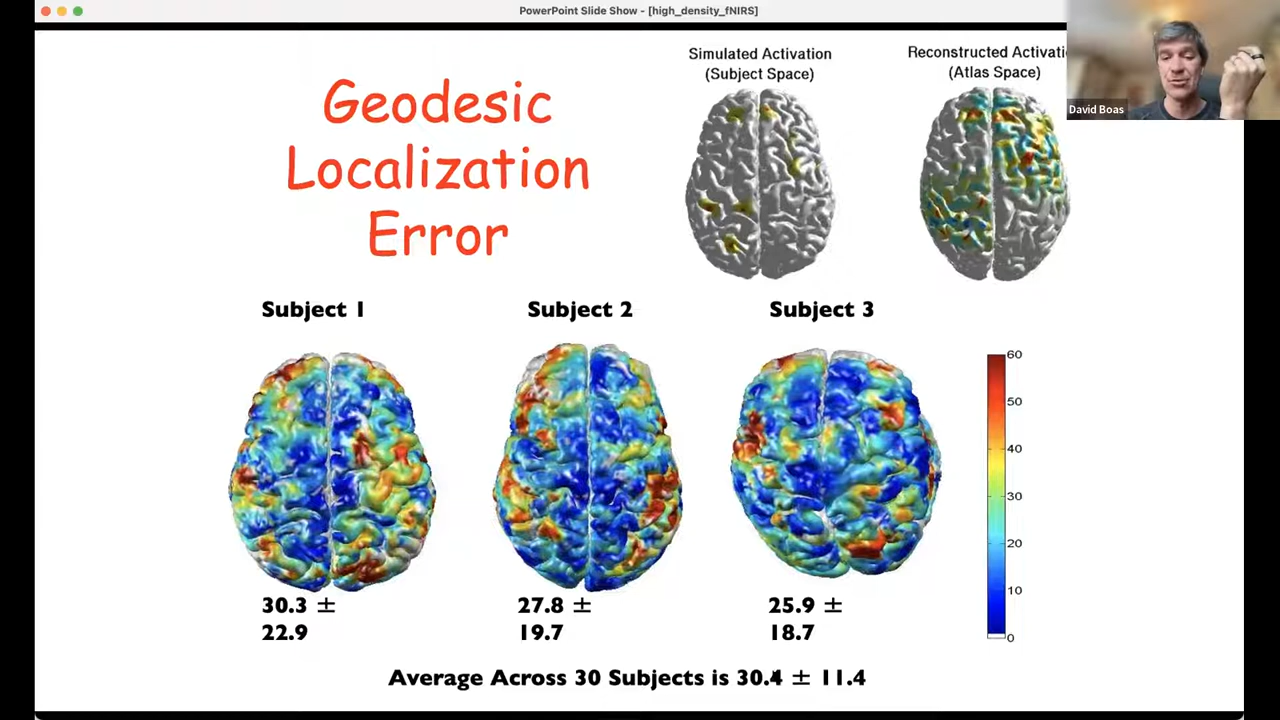 PowerPoint Slide Show - [high_density_fNIRS]
Geodesic
Localization
Error
Simulated Activation
(Subject Space)
Reconstructed Activati
(Atlas Space)
David Boas
Subject 1
Subject 2
Subject 3
60
50
40
30
20
10
0
30.3 ±
22.9
27.8 ±
19.7
25.9 ±
18.7
Average Across 30 Subjects is 30.4 ± 11.4